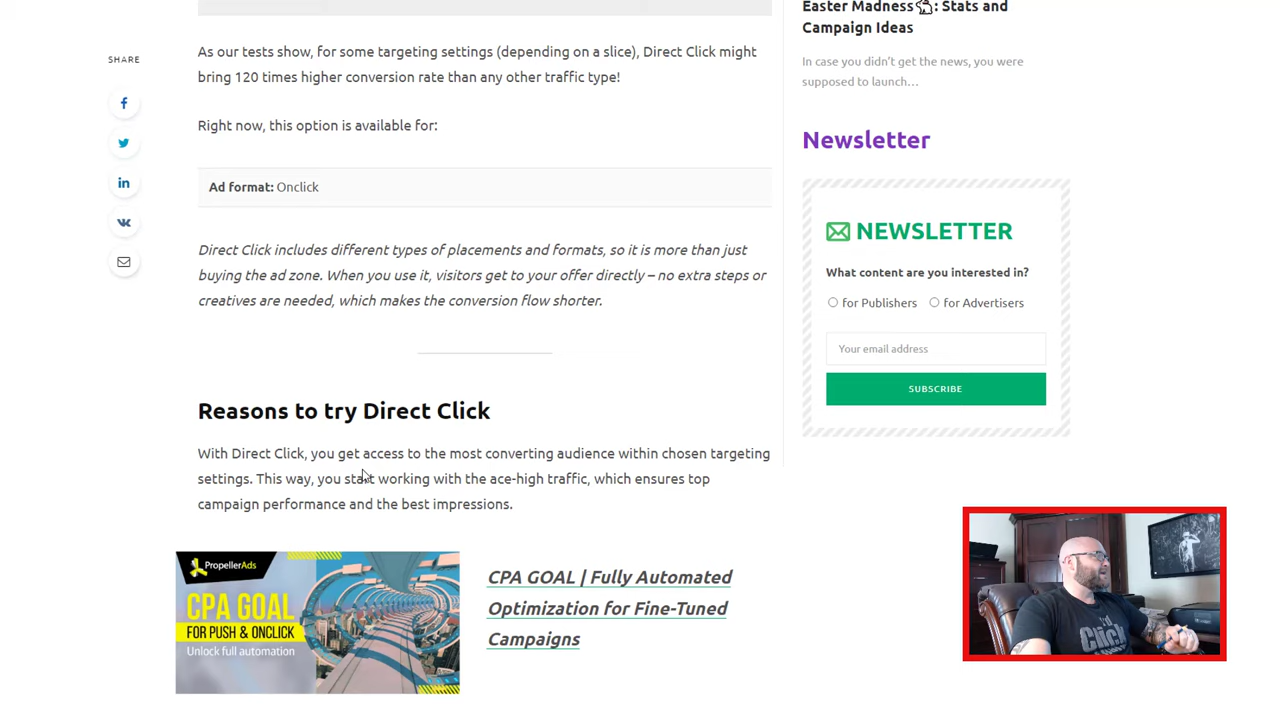 Easter Madness: Stats and
Campaign Ideas
In case you didn't get the news, you were
supposed to launch…
SHARE
As our tests show, for some targeting settings (depending on a slice), Direct Click might
bring 120 times higher conversion rate than any other traffic type!
Right now, this option is available for:
Ad format: Onclick
Direct Click includes different types of placements and formats, so it is more than just
buying the ad zone. When you use it, visitors get to your offer directly – no extra steps or
creatives are needed, which makes the conversion flow shorter.
Reasons to try Direct Click
With Direct Click, you get access to the most converting audience within chosen targeting
settings. This way, you start working with the ace-high traffic, which ensures top
campaign performance and the best impressions.
PropellerAds
CPA GOAL
FOR PUSH & ONCLICK
Unlock full automation
CPA GOAL | Fully Automated
Optimization for Fine-Tuned
Campaigns
Newsletter
NEWSLETTER
What content are you interested in?
for Publishers for Advertisers
Your email address
SUBSCRIBE